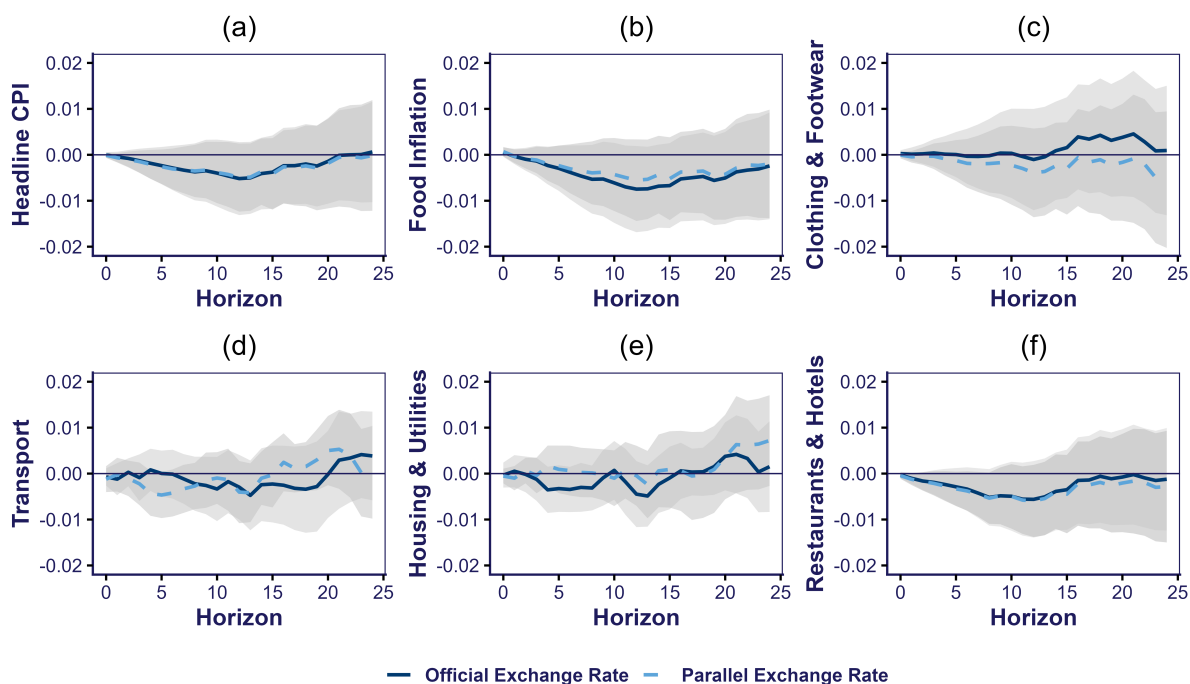 (a)
(b)
(c)
Headline CPI
0.02
0.01
0.00
-0.01
-0.02
0 5 10 15 20 25
Horizon
Food Inflation
0.02
0.01
0.00
-0.01
-0.02
0 5 10 15 20 25
Horizon
Clothing & Footwear
0.02
0.01
0.00
-0.01
-0.02
0 5 10 15 20 25
Horizon
(d)
(e)
(f)
Transport
0.02
0.01
0.00
-0.01
-0.02
0 5 10 15 20 25
Horizon
Housing & Utilities
0.02
0.01
0.00
-0.01
-0.02
0 5 10 15 20 25
Horizon
Restaurants & Hotels
0.02
0.01
0.00
-0.01
-0.02
0 5 10 15 20 25
Horizon
Official Exchange Rate Parallel Exchange Rate